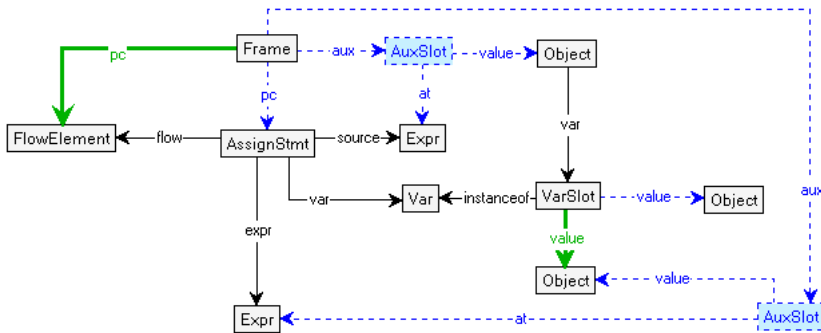 Frame
aux
AuxSlot
value
Object
pc
at
pc
var
FlowElement
flow
AssignStmt
source
Expr
aux
var
Var
instanceof
VarSlot
value
Object
expr
value
Object
value
Expr
at
AuxSlot